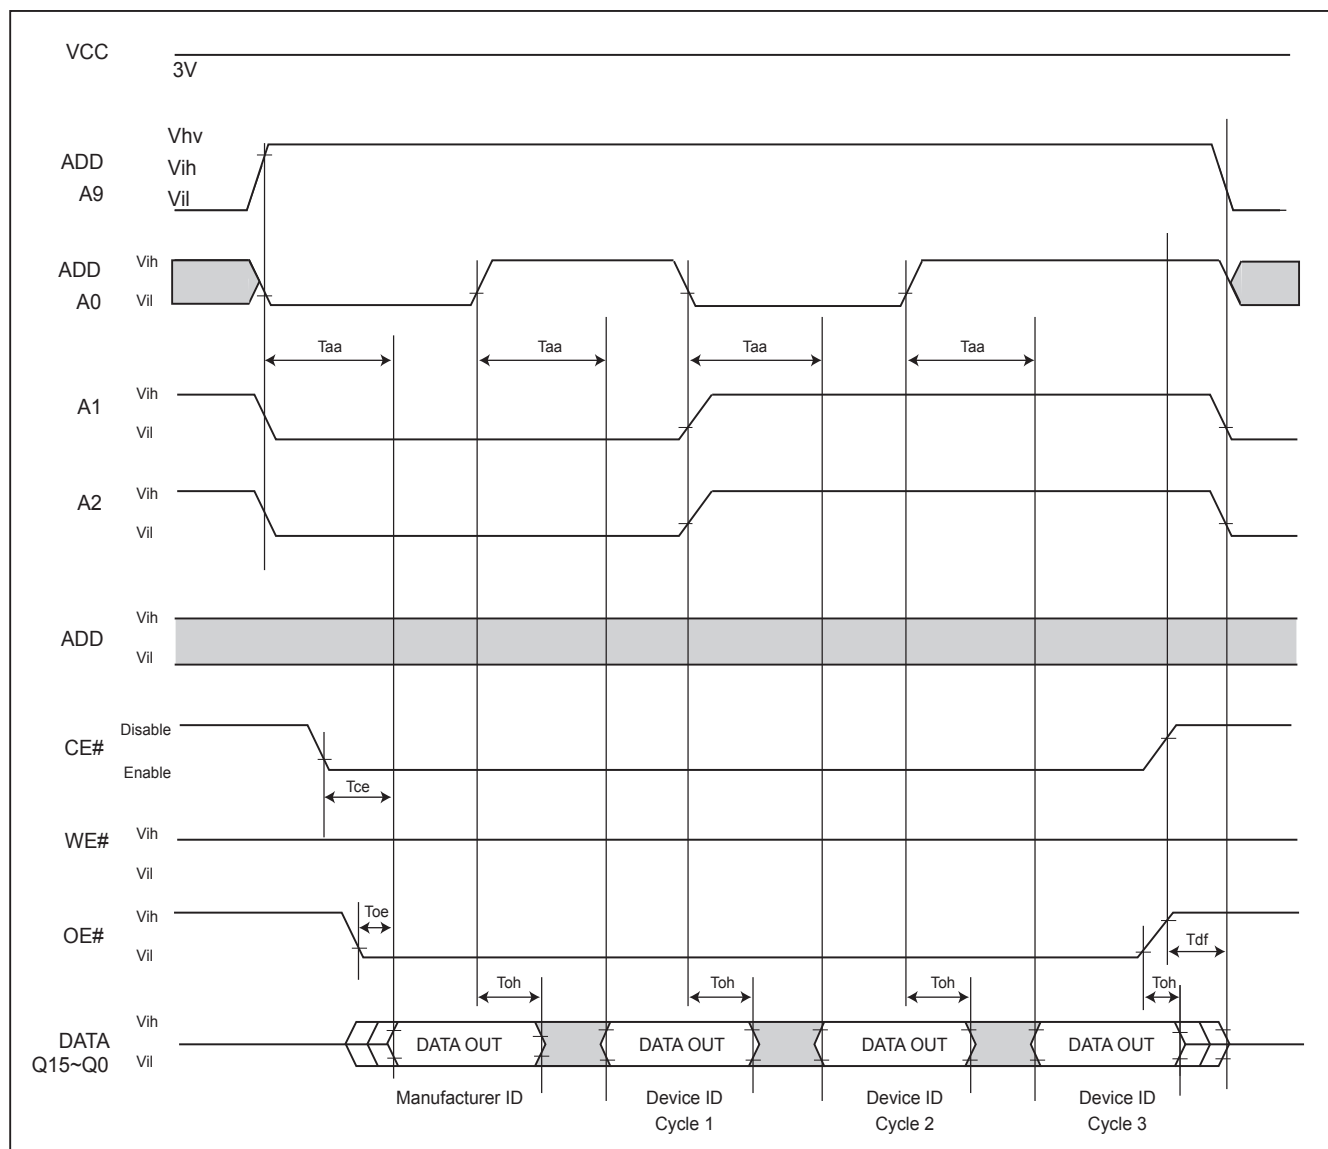 VCC
3V
Vhv
ADD
Vih
A9
Vil
ADD
Vih
A0
Vil
Taa
Taa
Taa
Taa
A1
Vih
Vil
A2
Vih
Vil
ADD
Vih
Vil
CE#
Disable
Enable
Tce
WE#
Vih
Vil
OE#
Vih
Vil
Toe
Tdf
Toh
Toh
Toh
Toh
DATA
Q15~Q0
Vih
Vil
DATA OUT
DATA OUT
DATA OUT
DATA OUT
Manufacturer ID
Device ID
Cycle 1
Device ID
Cycle 2
Device ID
Cycle 3